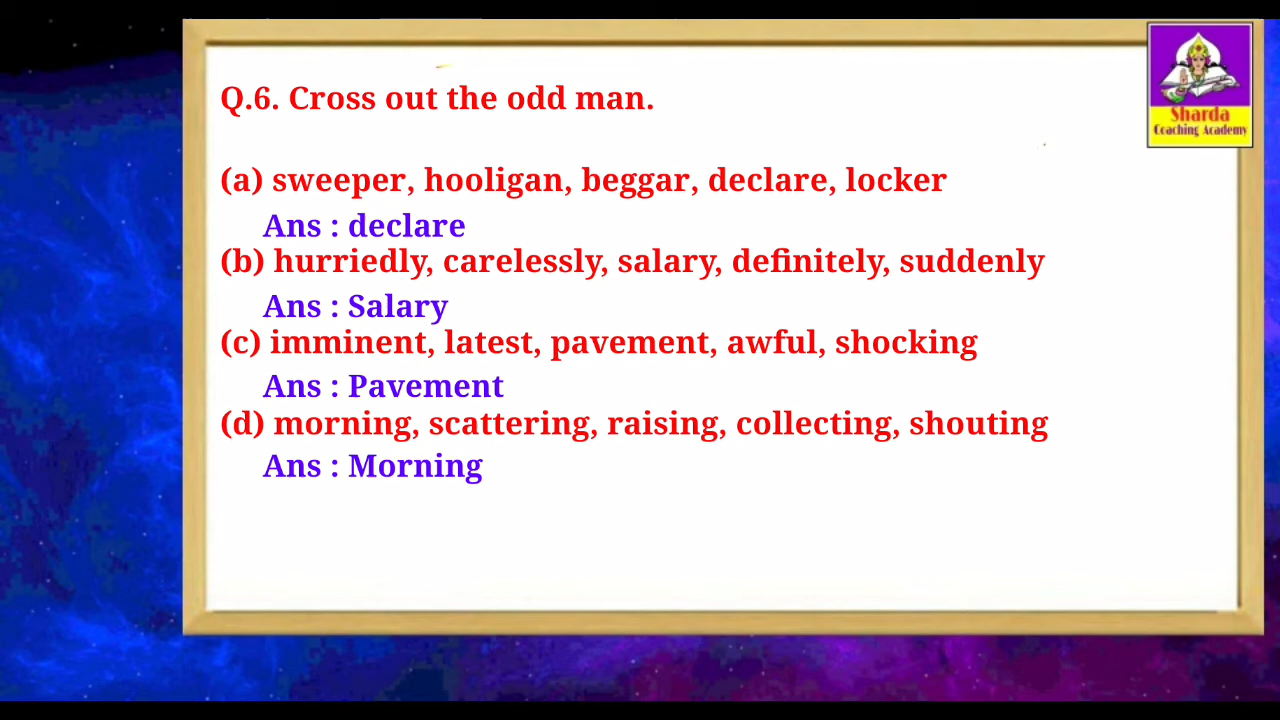 Q.6. Cross out the odd man.
(a) sweeper, hooligan, beggar, declare, locker
Ans : declare
(b) hurriedly, carelessly, salary, definitely, suddenly
Ans : Salary
(c) imminent, latest, pavement, awful, shocking
Ans : Pavement
(d) morning, scattering, raising, collecting, shouting
Ans : Morning
Sharda
Coaching Academy